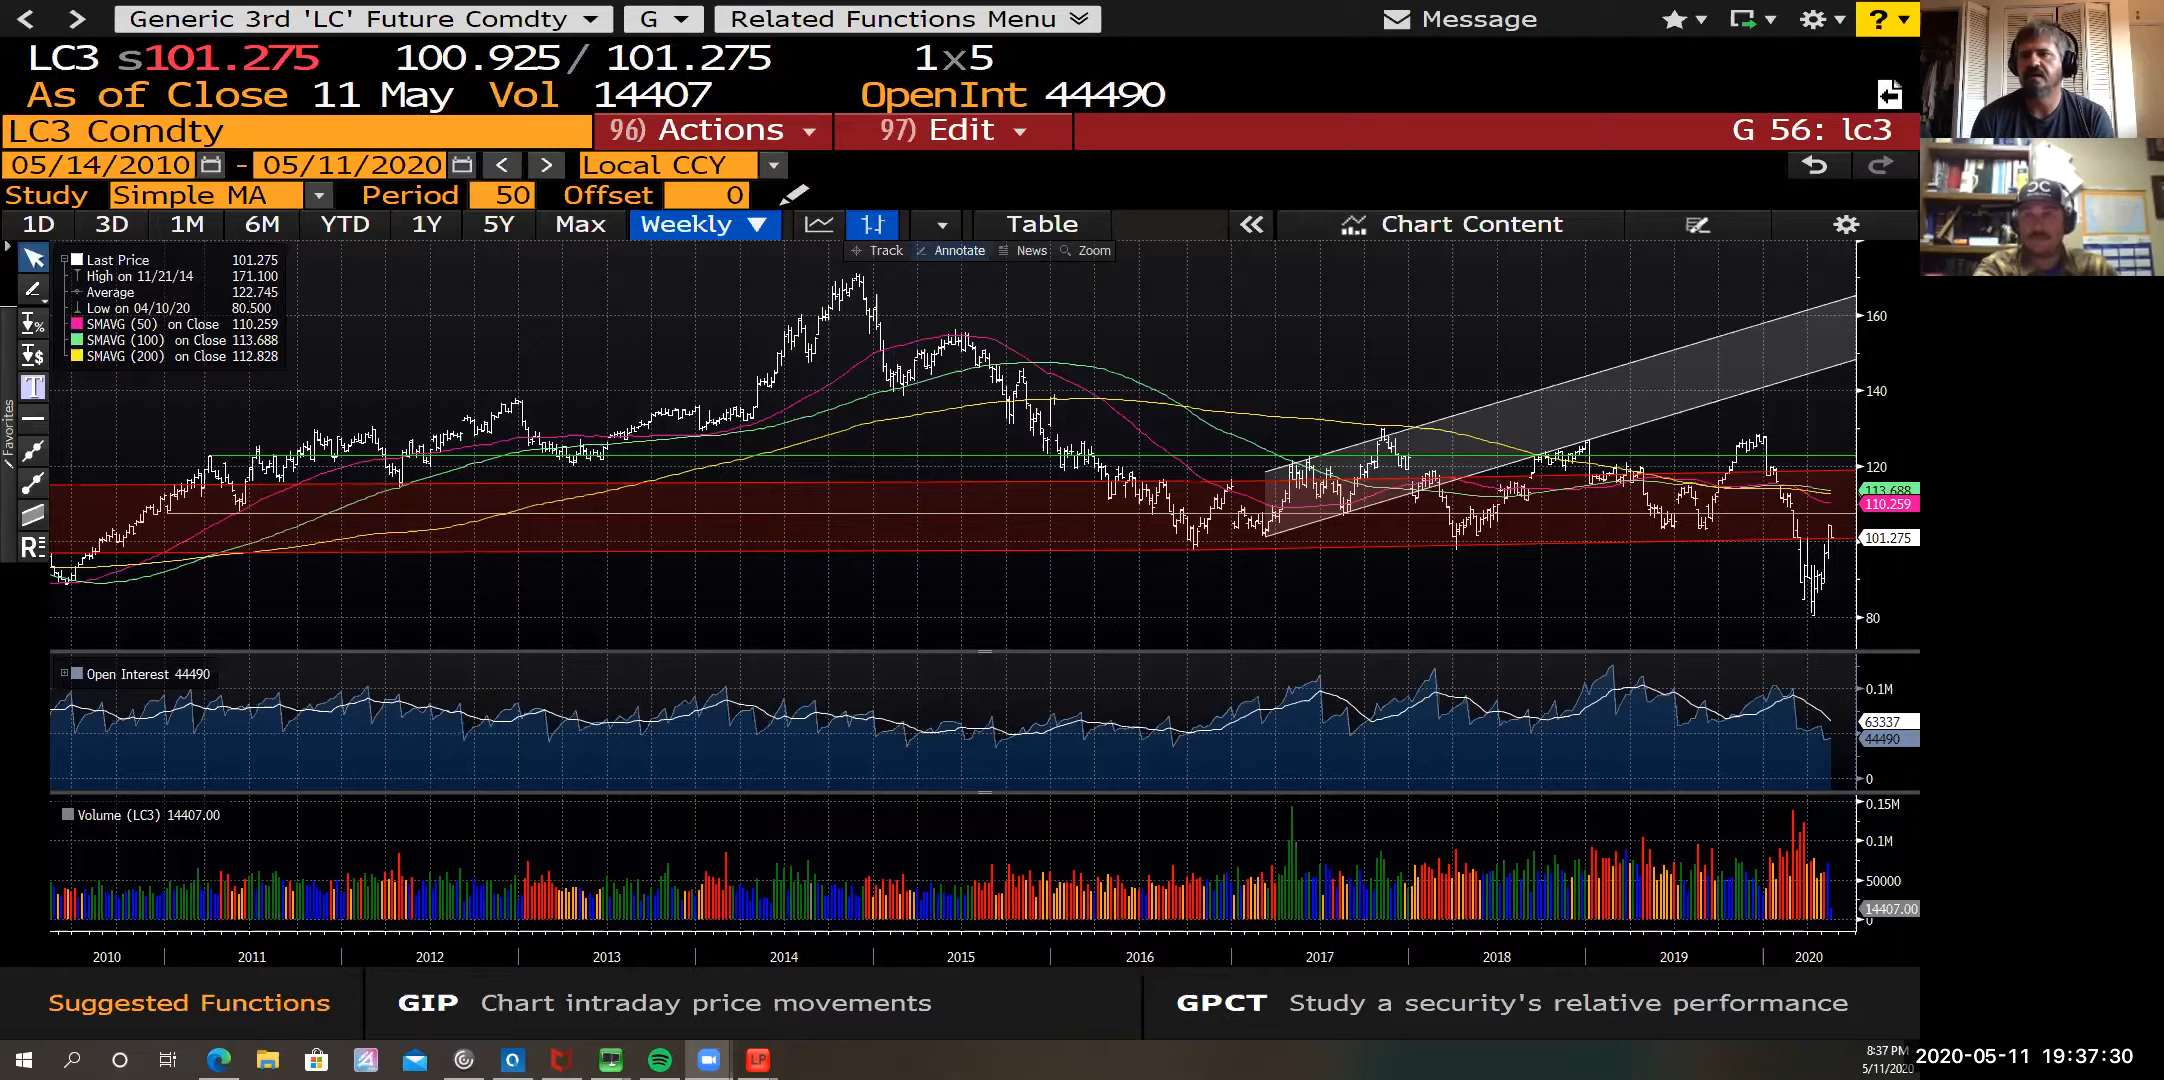 Generic 3rd 'LC' Future Comdty G Related Functions Menu Message ?
LC3 s101.275 100.925/ 101.275 1x5
As of Close 11 May Vol 14407 OpenInt 44490
LC3 Comdty 96) Actions 97) Edit G 56: lc3
05/14/2010 - 05/11/2020 < > Local CCY
Study Simple MA Period 50 Offset 0
1D 3D 1M 6M YTD 1Y 5Y Max Weekly Table Chart Content
Track Annotate News Zoom
Last Price 101.275
High on 11/21/14 171.100
Average 122.745
Low on 04/10/20 80.500
SMAVG (50) on Close 110.259
SMAVG (100) on Close 113.688
SMAVG (200) on Close 112.828
% 
$
T
R
Favorites
160
140
120
113.688
110.259
101.275
80
Open Interest 44490
0.1M
63337
44490
0
Volume (LC3) 14407.00
0.15M
0.1M
50000
14407.00
0
2010 2011 2012 2013 2014 2015 2016 2017 2018 2019 2020
Suggested Functions GIP Chart intraday price movements GPCT Study a security's relative performance
LP
8:37 PM
5/11/2020
2020-05-11 19:37:30